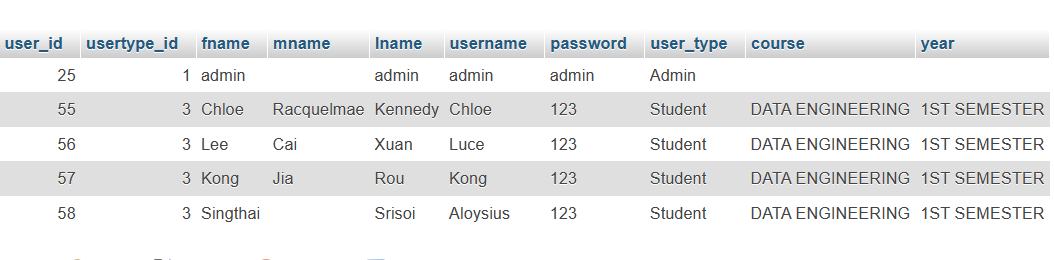 user_id usertype_id fname mname lname username password user_type course year
25 1 admin admin admin admin Admin
55 3 Chloe Racquelmae Kennedy Chloe 123 Student DATA ENGINEERING 1ST SEMESTER
56 3 Lee Cai Xuan Luce 123 Student DATA ENGINEERING 1ST SEMESTER
57 3 Kong Jia Rou Kong 123 Student DATA ENGINEERING 1ST SEMESTER
58 3 Singthai Srisoi Aloysius 123 Student DATA ENGINEERING 1ST SEMESTER